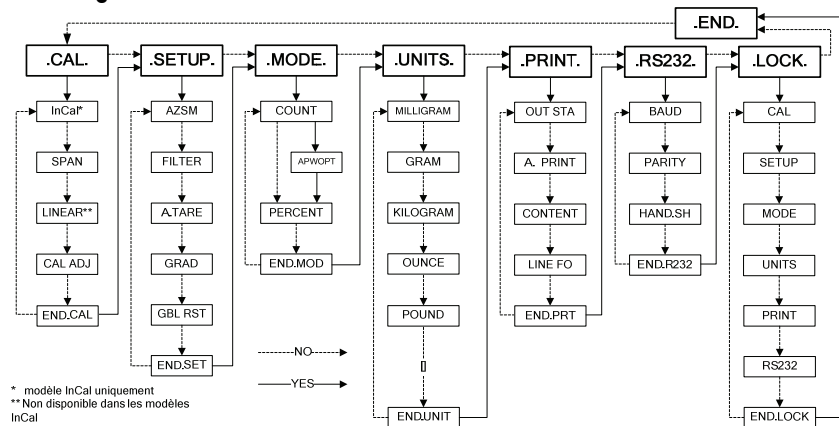 .END.
.CAL.
InCal*
SPAN
LINEAR**
CAL ADJ
END.CAL
.SETUP.
AZSM
FILTER
A.TARE
GRAD
GBL RST
END.SET
.MODE.
COUNT
APWOPT
PERCENT
END.MOD
.UNITS.
MILLIGRAM
GRAM
KILOGRAM
OUNCE
POUND
END.UNIT
.PRINT.
OUT STA
A. PRINT
CONTENT
LINE FO
END.PRT
.RS232.
BAUD
PARITY
HAND.SH
END.R232
.LOCK.
CAL
SETUP
MODE
UNITS
PRINT
RS232
END.LOCK
NO
YES
* modèle InCal uniquement
** Non disponible dans les modèles
InCal